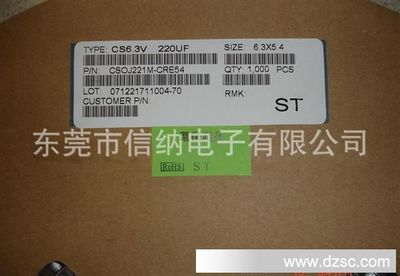 TYPE: CS6.3V 220UF SIZE: 6.3X5.4
P/N: CSOJ221M-CRE54 QTY: 1,000 PCS
LOT: 071221711004-70 RMK:
CUSTOMER P/N:
ST
东莞市信纳电子有限公司
RoHS ST
www.dzsc.com